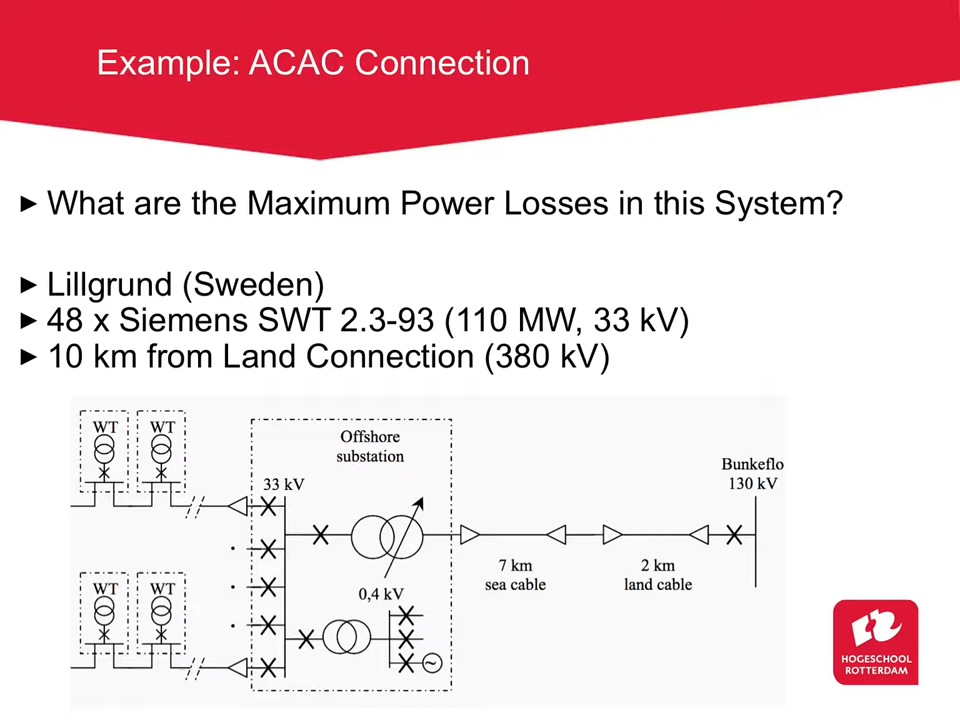 Example: ACAC Connection
► What are the Maximum Power Losses in this System?
► Lillgrund (Sweden)
► 48 x Siemens SWT 2.3-93 (110 MW, 33 kV)
► 10 km from Land Connection (380 kV)
WT WT
Offshore
substation
33 kV
Bunkeflo
130 kV
7 km
sea cable
2 km
land cable
WT WT
0,4 kV
~
HOGESCHOOL
ROTTERDAM